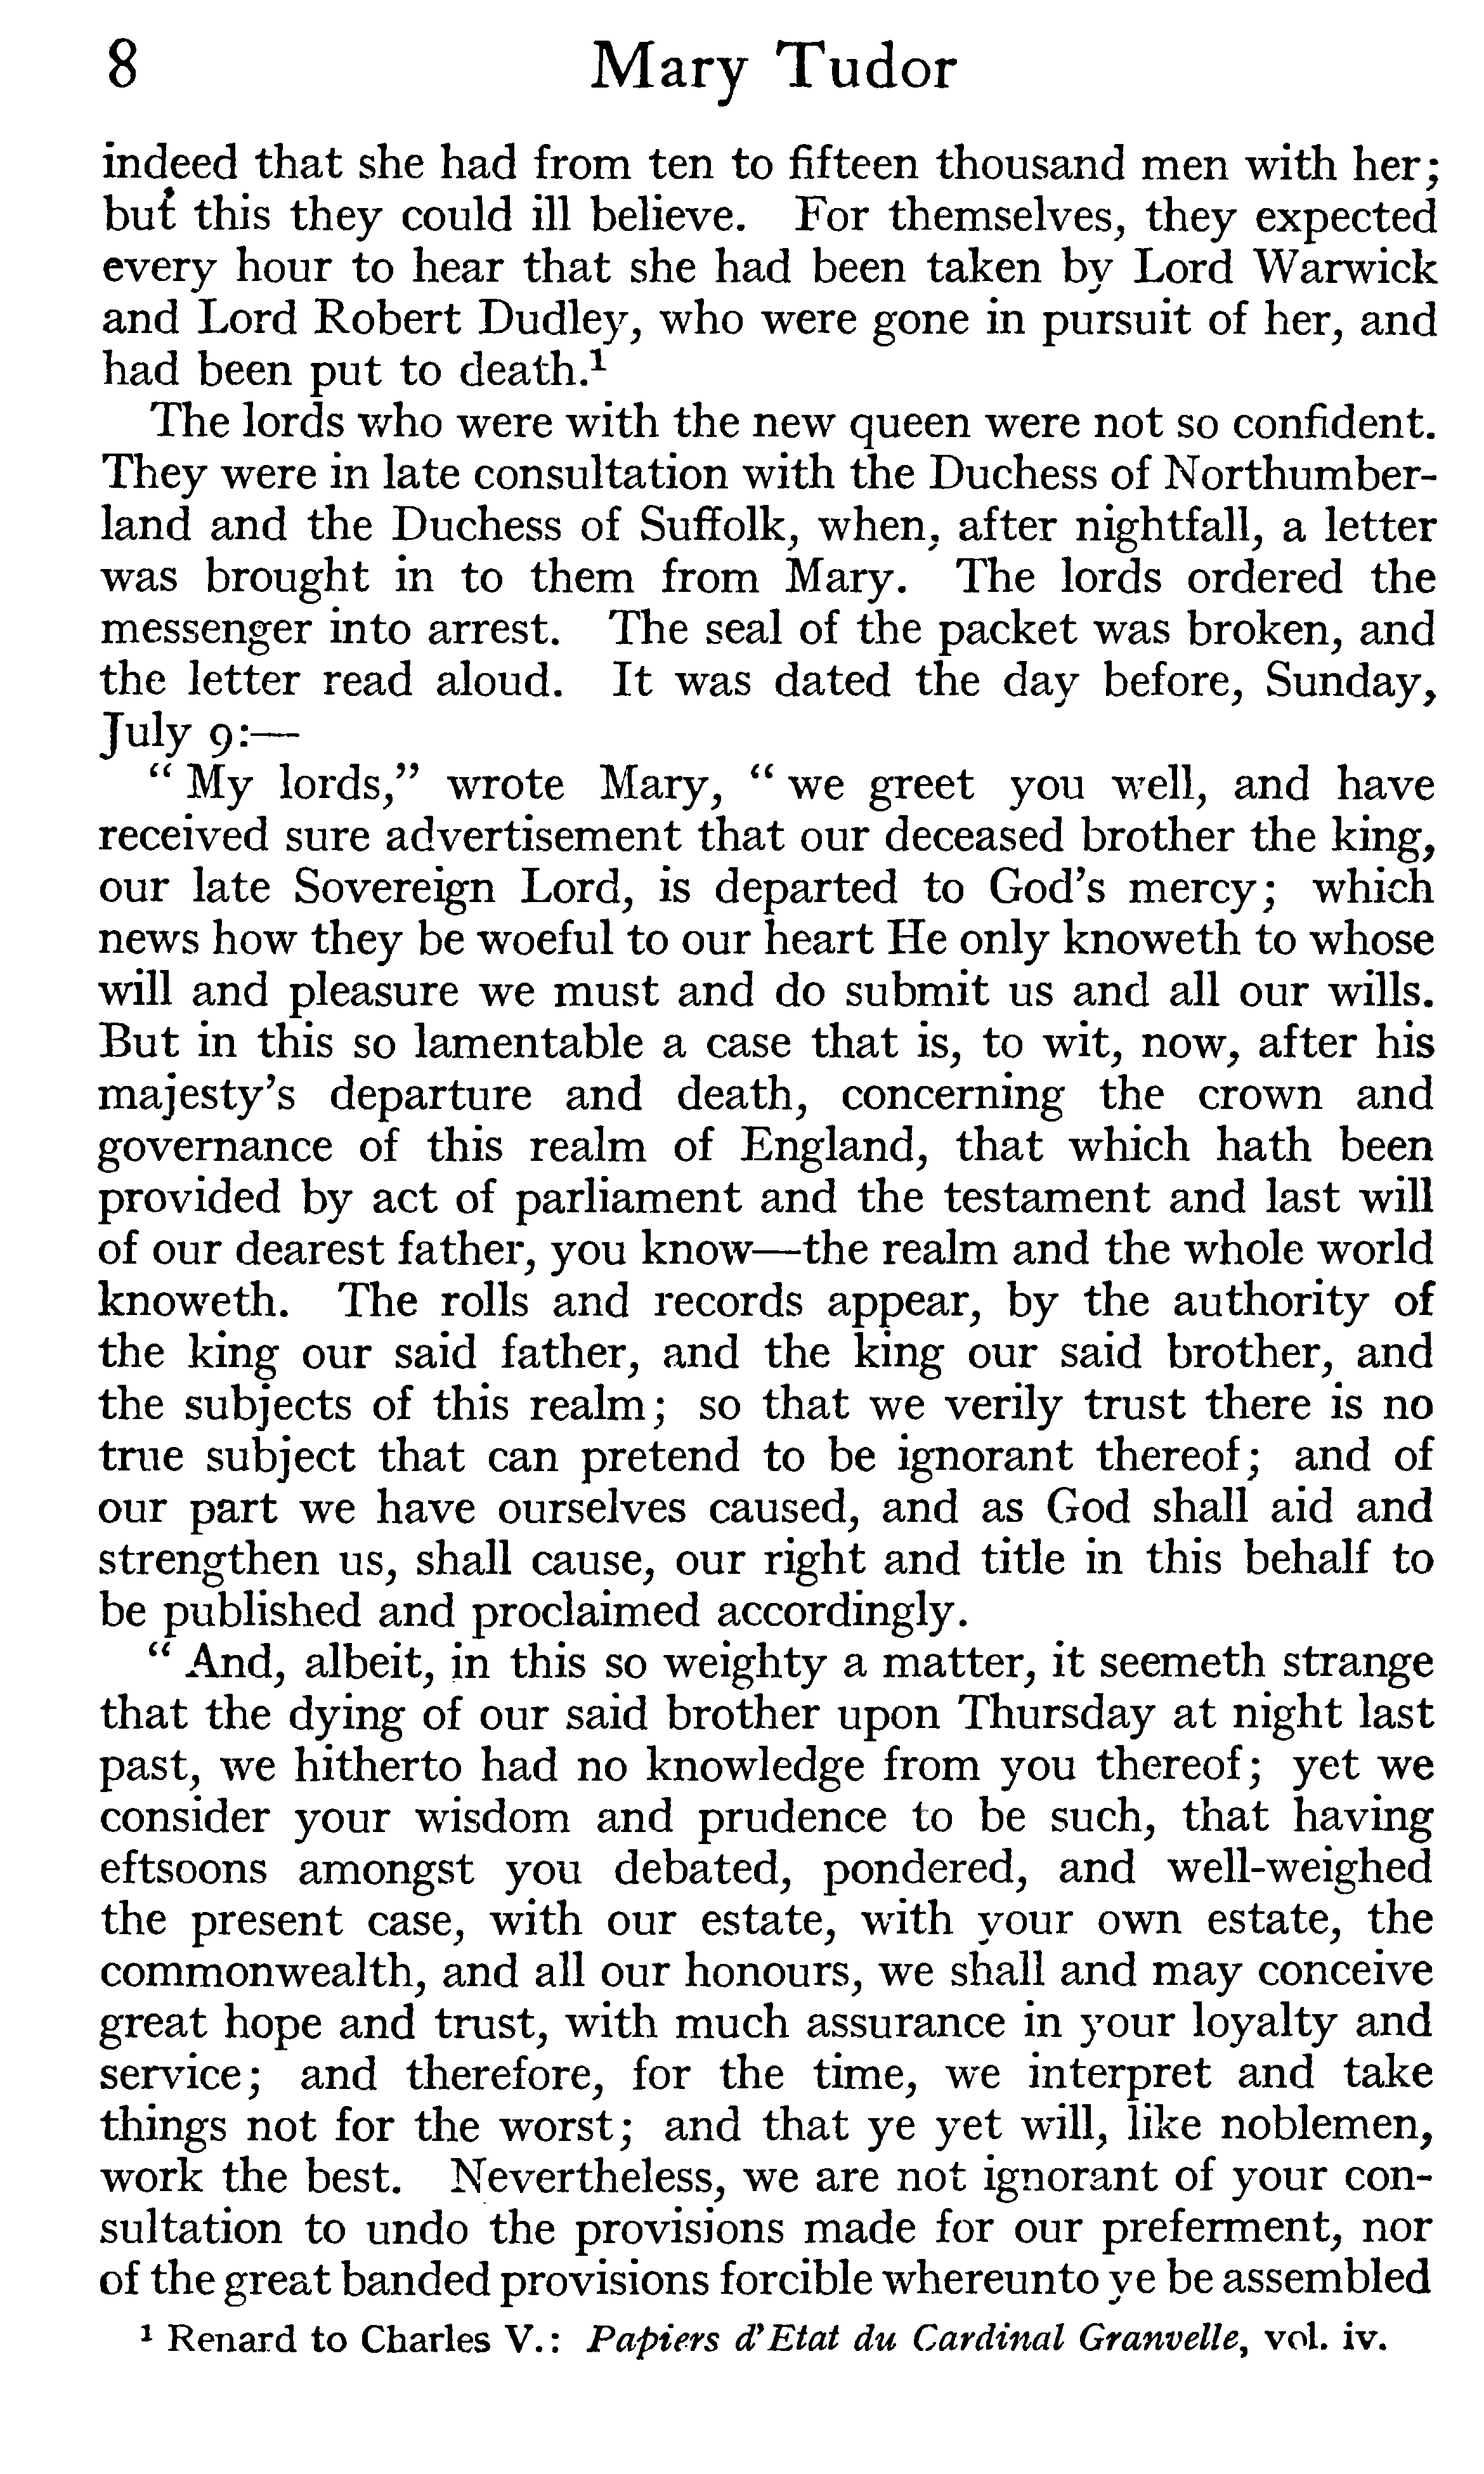 8 Mary Tudor
indeed that she had from ten to fifteen thousand men with her;
but this they could ill believe. For themselves, they expected
every hour to hear that she had been taken by Lord Warwick
and Lord Robert Dudley, who were gone in pursuit of her, and
had been put to death.¹
The lords who were with the new queen were not so confident.
They were in late consultation with the Duchess of Northumber-
land and the Duchess of Suffolk, when, after nightfall, a letter
was brought in to them from Mary. The lords ordered the
messenger into arrest. The seal of the packet was broken, and
the letter read aloud. It was dated the day before, Sunday,
July 9:—
“ My lords,” wrote Mary, “ we greet you well, and have
received sure advertisement that our deceased brother the king,
our late Sovereign Lord, is departed to God’s mercy; which
news how they be woeful to our heart He only knoweth to whose
will and pleasure we must and do submit us and all our wills.
But in this so lamentable a case that is, to wit, now, after his
majesty’s departure and death, concerning the crown and
governance of this realm of England, that which hath been
provided by act of parliament and the testament and last will
of our dearest father, you know—the realm and the whole world
knoweth. The rolls and records appear, by the authority of
the king our said father, and the king our said brother, and
the subjects of this realm; so that we verily trust there is no
true subject that can pretend to be ignorant thereof; and of
our part we have ourselves caused, and as God shall aid and
strengthen us, shall cause, our right and title in this behalf to
be published and proclaimed accordingly.
“ And, albeit, in this so weighty a matter, it seemeth strange
that the dying of our said brother upon Thursday at night last
past, we hitherto had no knowledge from you thereof; yet we
consider your wisdom and prudence to be such, that having
eftsoons amongst you debated, pondered, and well-weighed
the present case, with our estate, with your own estate, the
commonwealth, and all our honours, we shall and may conceive
great hope and trust, with much assurance in your loyalty and
service; and therefore, for the time, we interpret and take
things not for the worst; and that ye yet will, like noblemen,
work the best. Nevertheless, we are not ignorant of your con-
sultation to undo the provisions made for our preferment, nor
of the great banded provisions forcible whereunto ye be assembled
¹ Renard to Charles V.: Papiers d’Etat du Cardinal Granvelle, vol. iv.